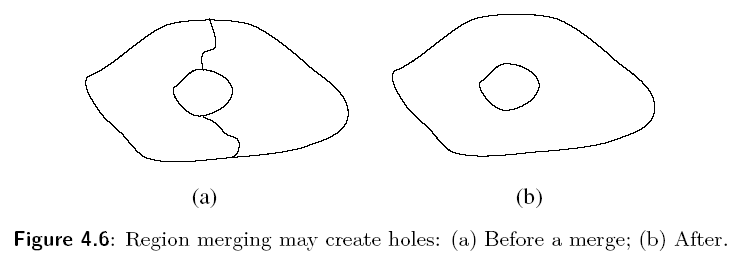 (a) (b)
Figure 4.6: Region merging may create holes: (a) Before a merge; (b) After.